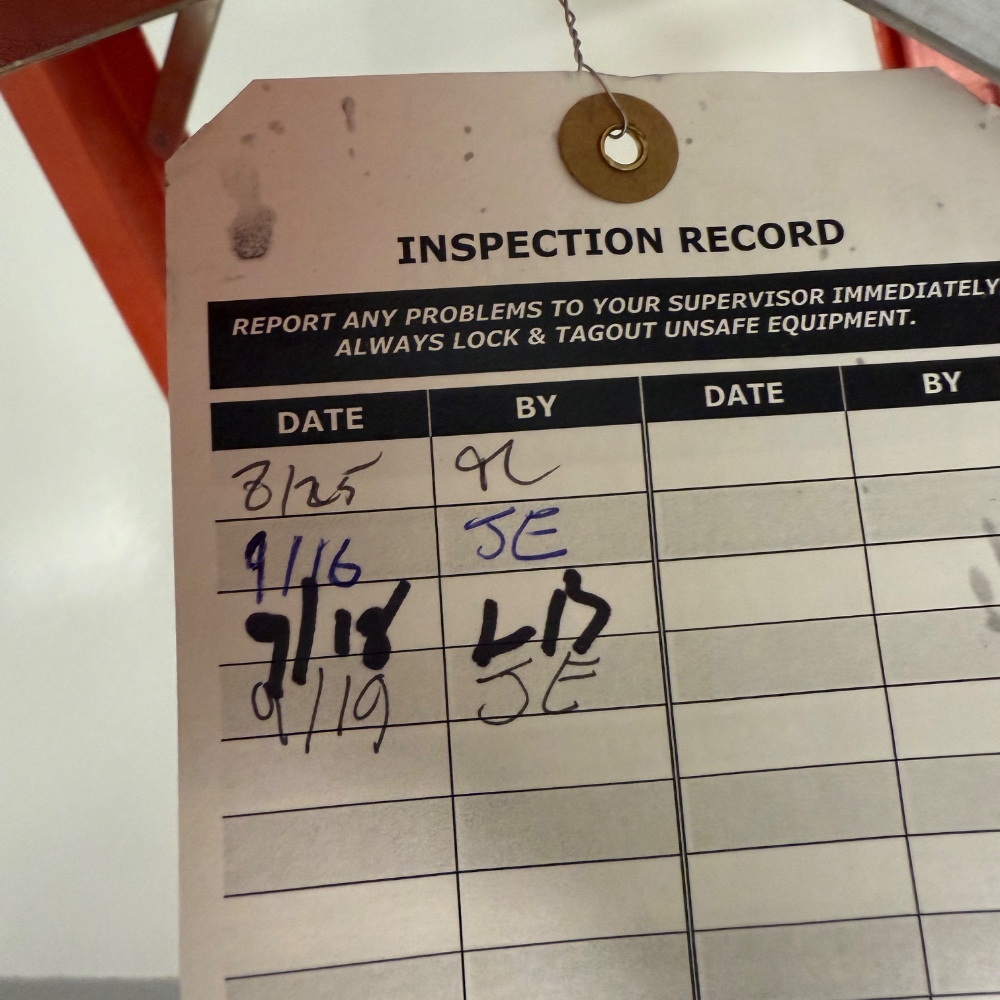 INSPECTION RECORD
REPORT ANY PROBLEMS TO YOUR SUPERVISOR IMMEDIATELY
ALWAYS LOCK & TAGOUT UNSAFE EQUIPMENT.
DATE BY DATE BY
8/25
9/16 JE
9/18 LB
9/19 JE